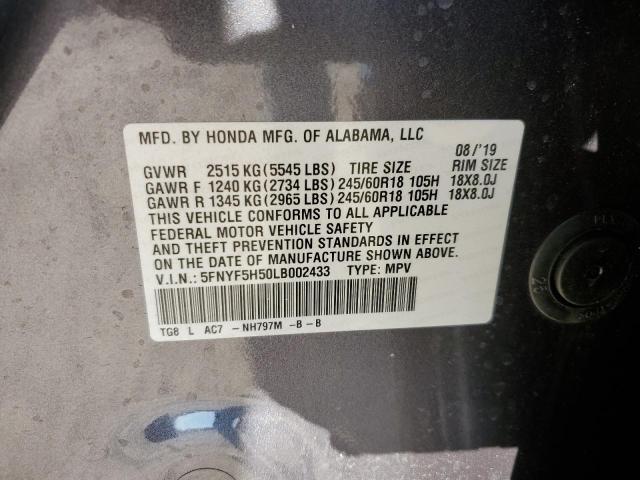 MFD. BY HONDA MFG. OF ALABAMA, LLC
08/'19
GVWR 2515 KG (5545 LBS) TIRE SIZE RIM SIZE
GAWR F 1240 KG (2734 LBS) 245/60R18 105H 18X8.0J
GAWR R 1345 KG (2965 LBS) 245/60R18 105H 18X8.0J
THIS VEHICLE CONFORMS TO ALL APPLICABLE
FEDERAL MOTOR VEHICLE SAFETY
AND THEFT PREVENTION STANDARDS IN EFFECT
ON THE DATE OF MANUFACTURE SHOWN ABOVE.
V.I.N.: 5FNYF5H50LB002433 TYPE: MPV
TG8 L AC7 -NH797M -B-B